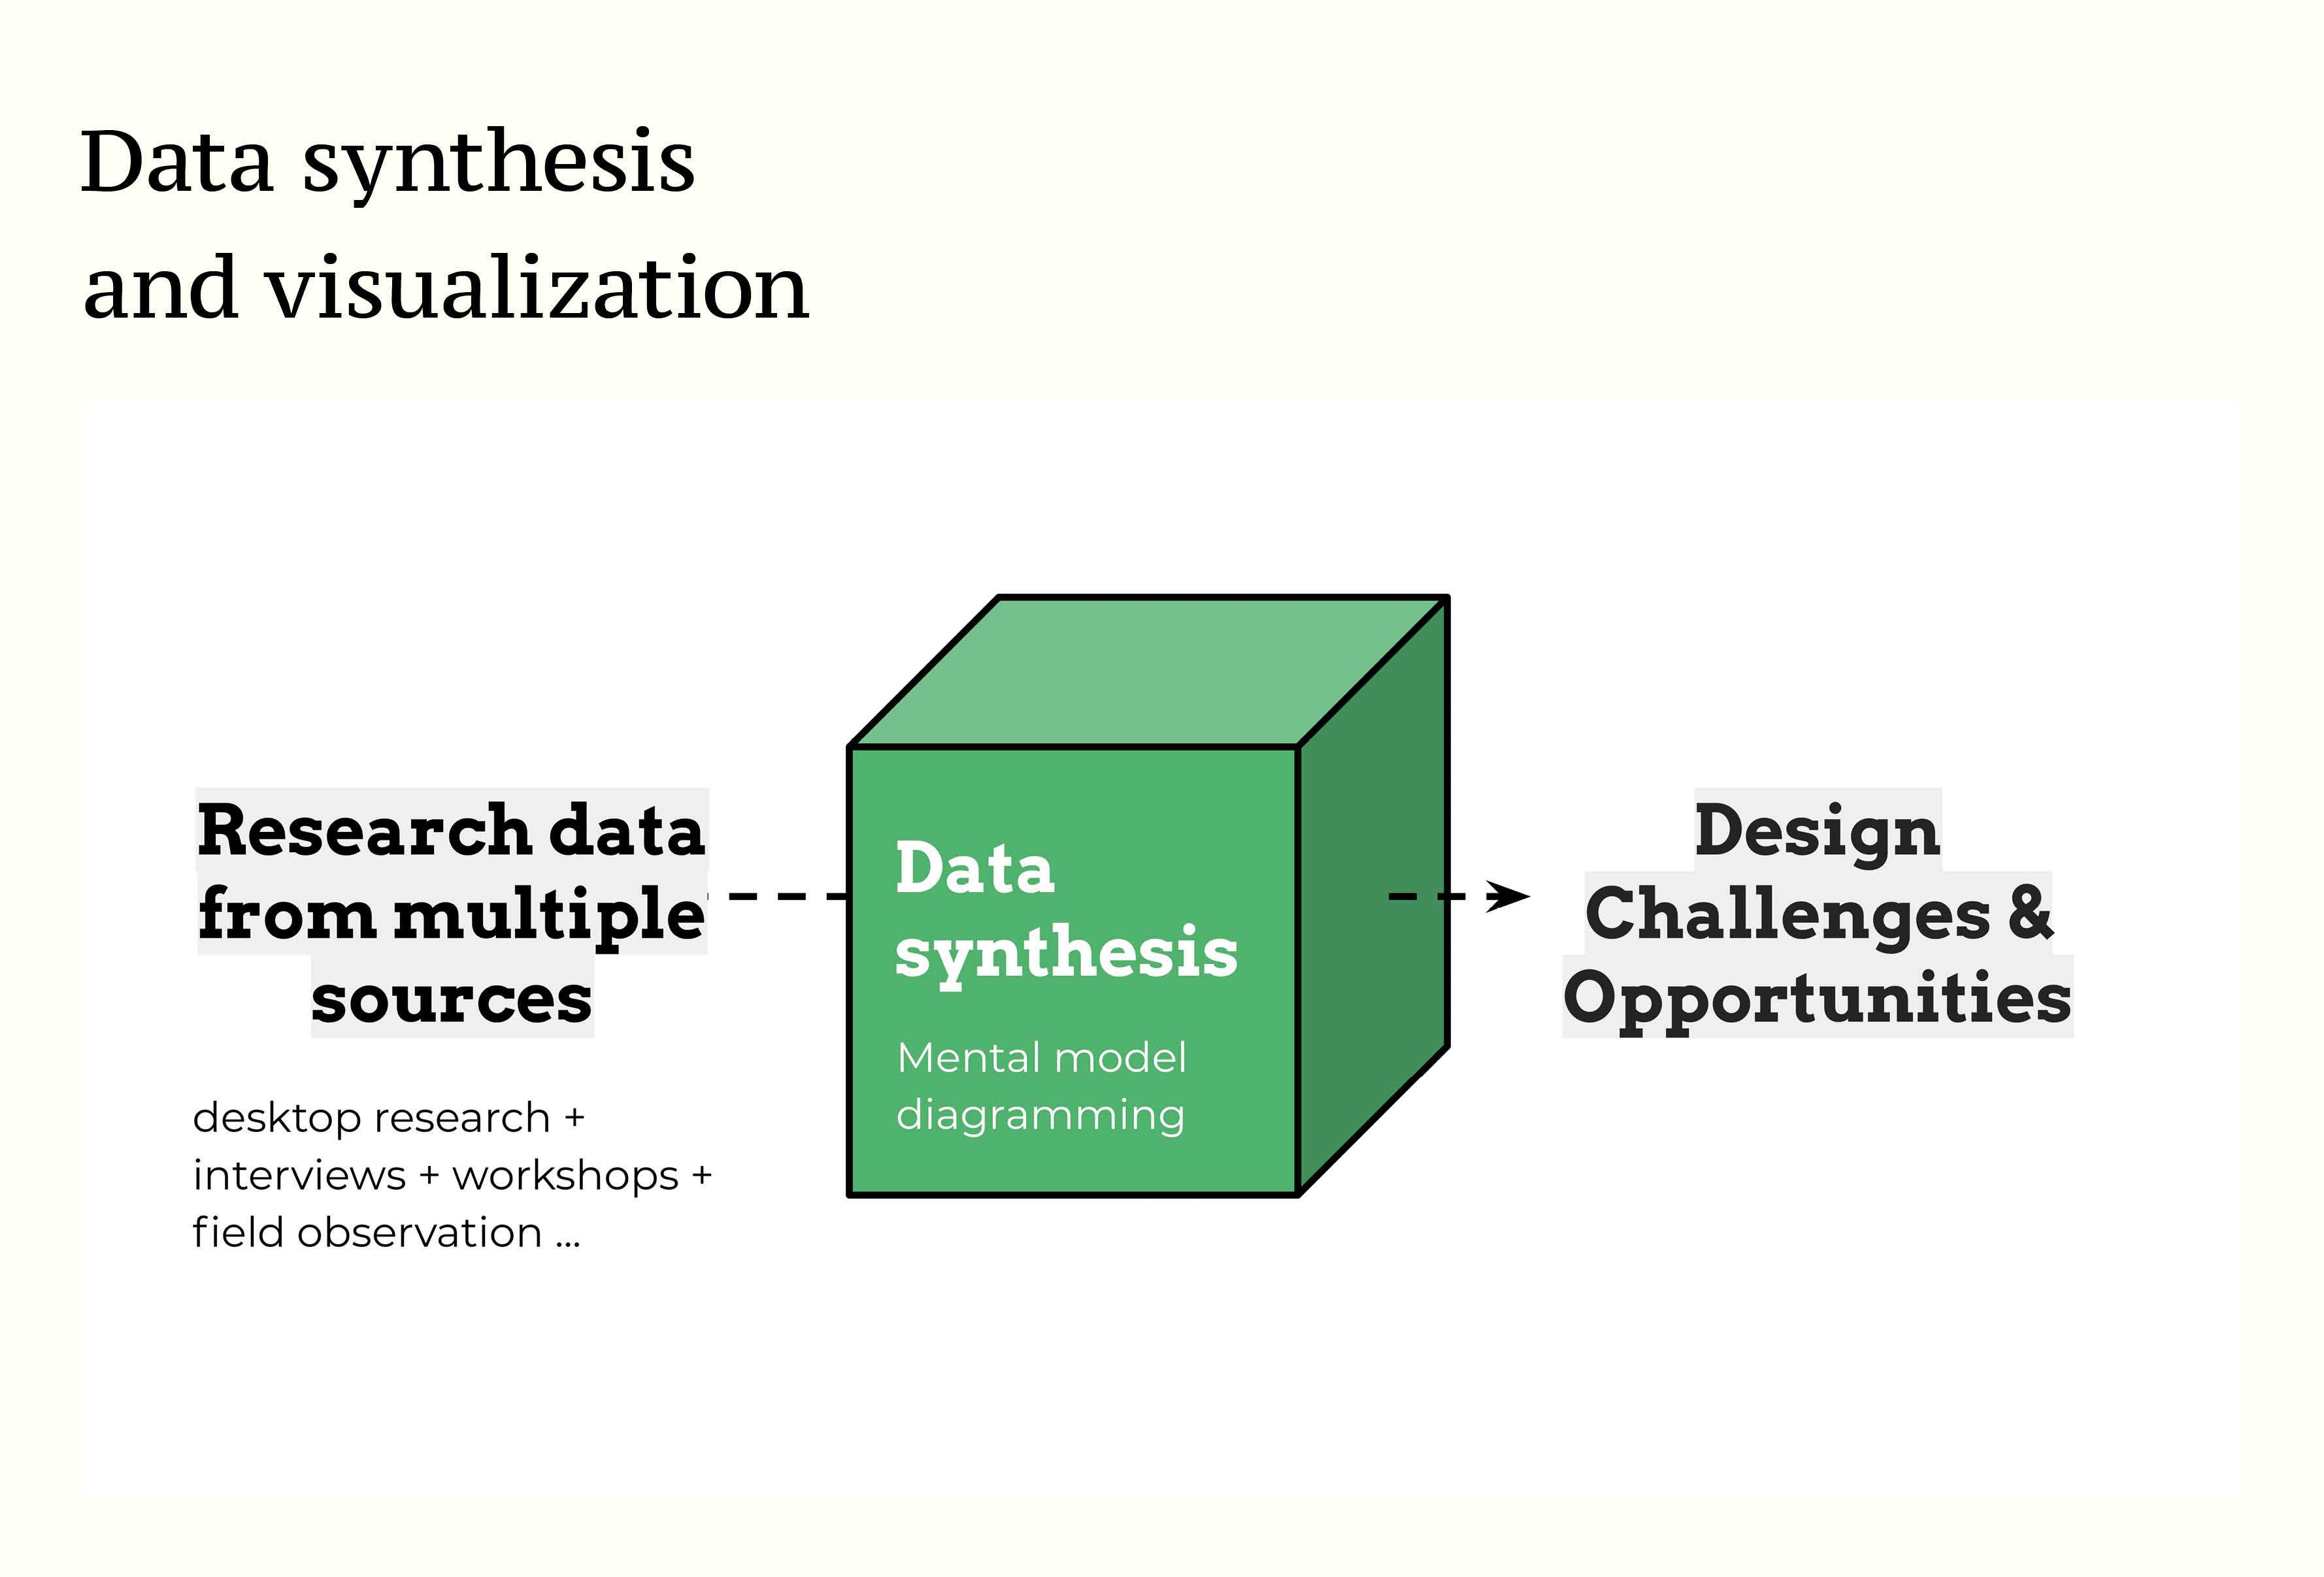 Data synthesis
and visualization
Research data
from multiple
sources
desktop research +
interviews + workshops +
field observation ...
Data
synthesis
Mental model
diagramming
Design
Challenges &
Opportunities